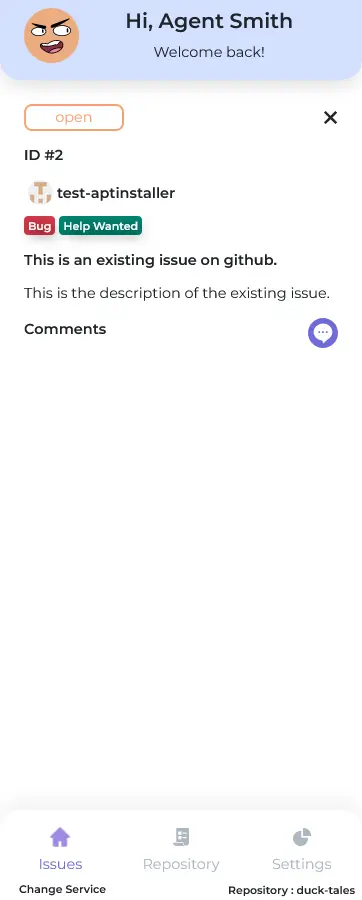 Hi, Agent Smith
Welcome back!
open
ID #2
test-aptinstaller
Bug Help Wanted
This is an existing issue on github.
This is the description of the existing issue.
Comments
Issues Repository Settings
Change Service Repository : duck-tales